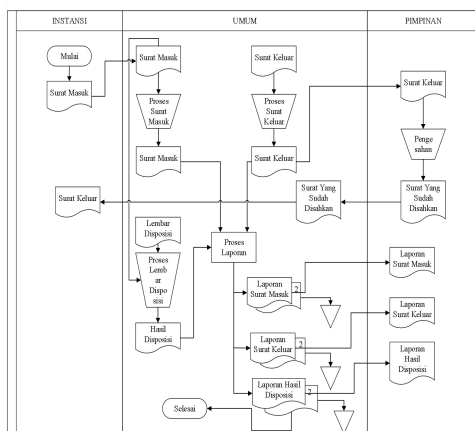 INSTANSI
UMUM
PIMPINAN
Mulai
Surat Masuk
Surat Masuk
Proses
Surat
Masuk
Surat Masuk
Surat Keluar
Proses
Surat
Keluar
Surat Keluar
Surat Keluar
Penge
sahan
Surat Yang
Sudah
Disahkan
Surat Yang
Sudah
Disahkan
Surat Keluar
Lembar
Disposisi
Proses
Lemb
ar
Dispo
sisi
Hasil
Disposisi
Proses
Laporan
Laporan
Surat Masuk
2
Laporan
Surat Masuk
Laporan
Surat Keluar
2
Laporan
Surat Keluar
Laporan Hasil
Disposisi
2
Laporan
Hasil
Disposisi
Selesai